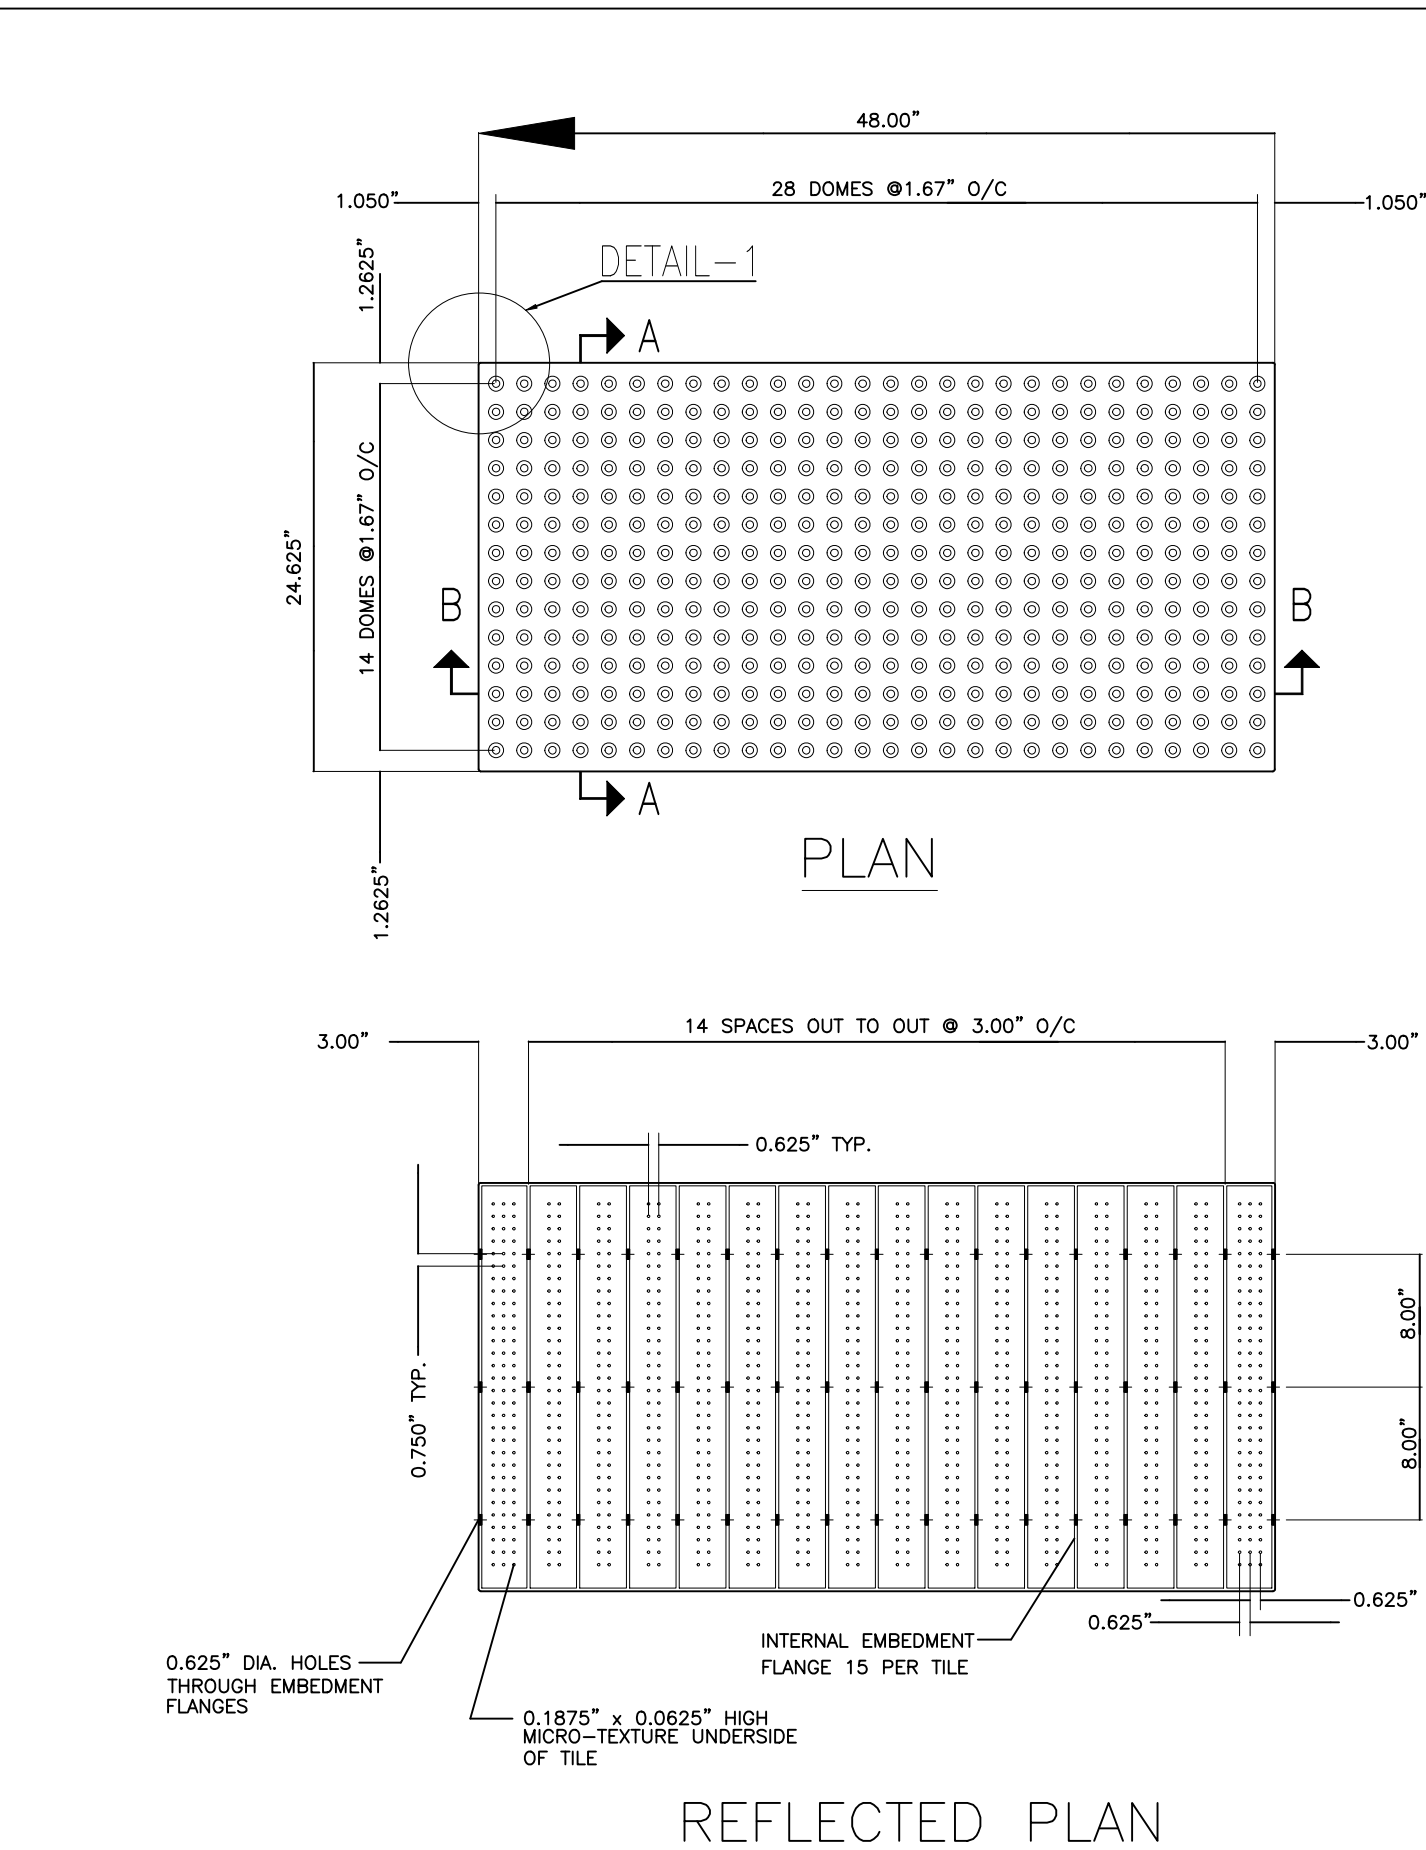 48.00"
28 DOMES @1.67" O/C
1.050"
1.050"
1.2625"
DETAIL-1
A
24.625"
14 DOMES @1.67" O/C
B
B
A
1.2625"
PLAN
14 SPACES OUT TO OUT @ 3.00" O/C
3.00"
3.00"
0.625" TYP.
0.750" TYP.
8.00"
8.00"
0.625"
0.625"
INTERNAL EMBEDMENT
FLANGE 15 PER TILE
0.625" DIA. HOLES
THROUGH EMBEDMENT
FLANGES
0.1875" x 0.0625" HIGH
MICRO-TEXTURE UNDERSIDE
OF TILE
REFLECTED PLAN